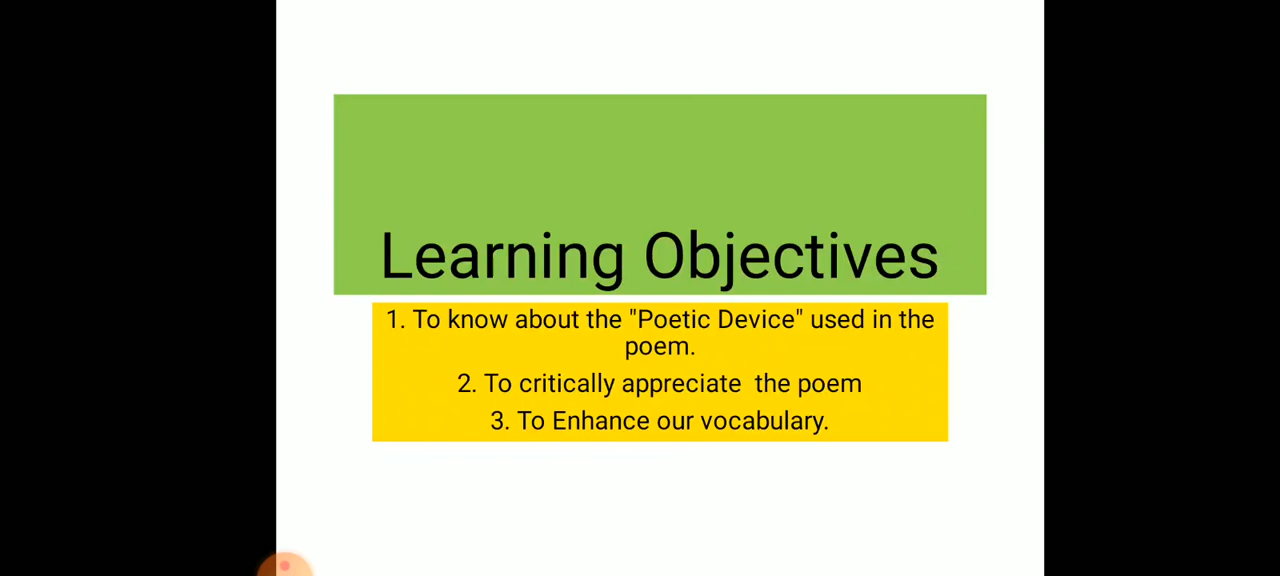 Learning Objectives
1. To know about the "Poetic Device" used in the
poem.
2. To critically appreciate  the poem
3. To Enhance our vocabulary.